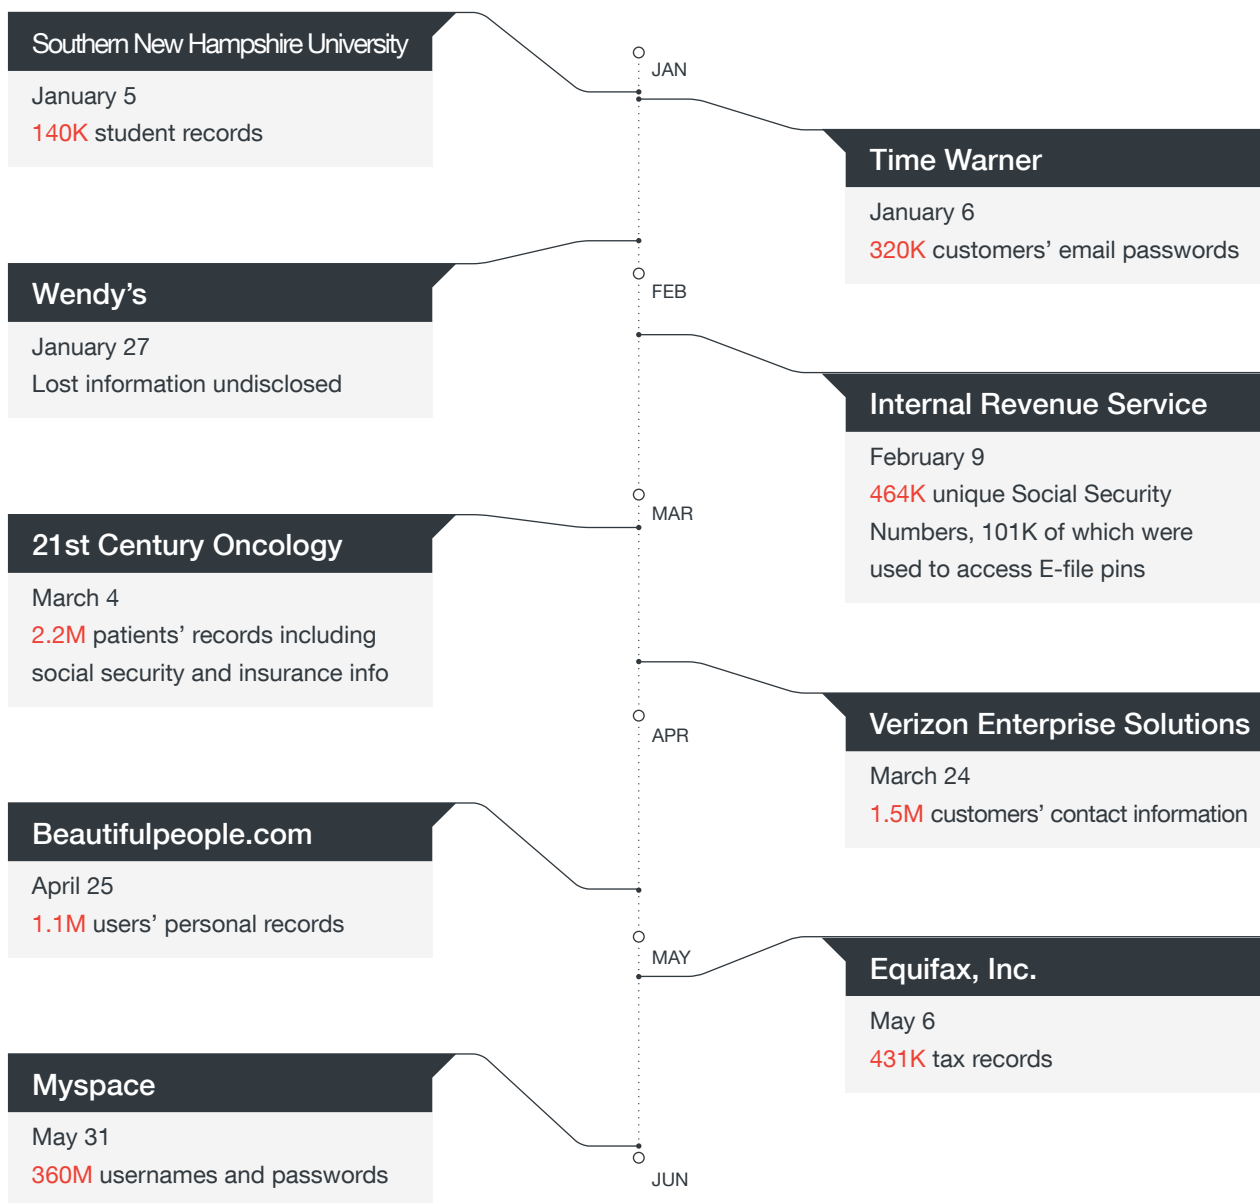 Southern New Hampshire University
January 5
140K student records
JAN
Time Warner
January 6
320K customers’ email passwords
Wendy’s
January 27
Lost information undisclosed
FEB
Internal Revenue Service
February 9
464K unique Social Security
Numbers, 101K of which were
used to access E-file pins
MAR
21st Century Oncology
March 4
2.2M patients’ records including
social security and insurance info
APR
Verizon Enterprise Solutions
March 24
1.5M customers’ contact information
Beautifulpeople.com
April 25
1.1M users’ personal records
MAY
Equifax, Inc.
May 6
431K tax records
Myspace
May 31
360M usernames and passwords
JUN